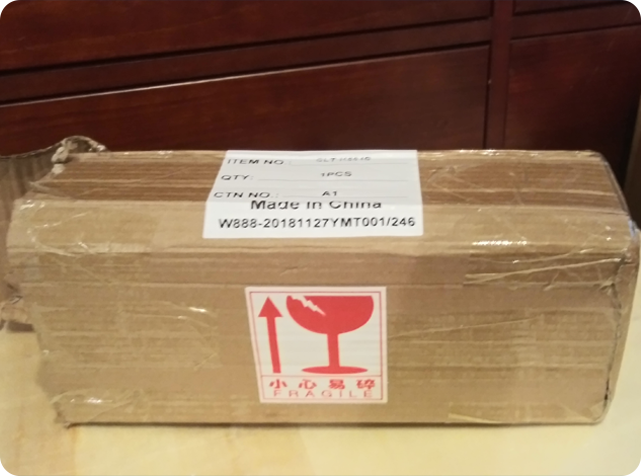 ITEM NO.:
QTY: 1PCS
CTN NO.: A1
Made in China
W888-20181127YMT001/246
小心易碎
FRAGILE